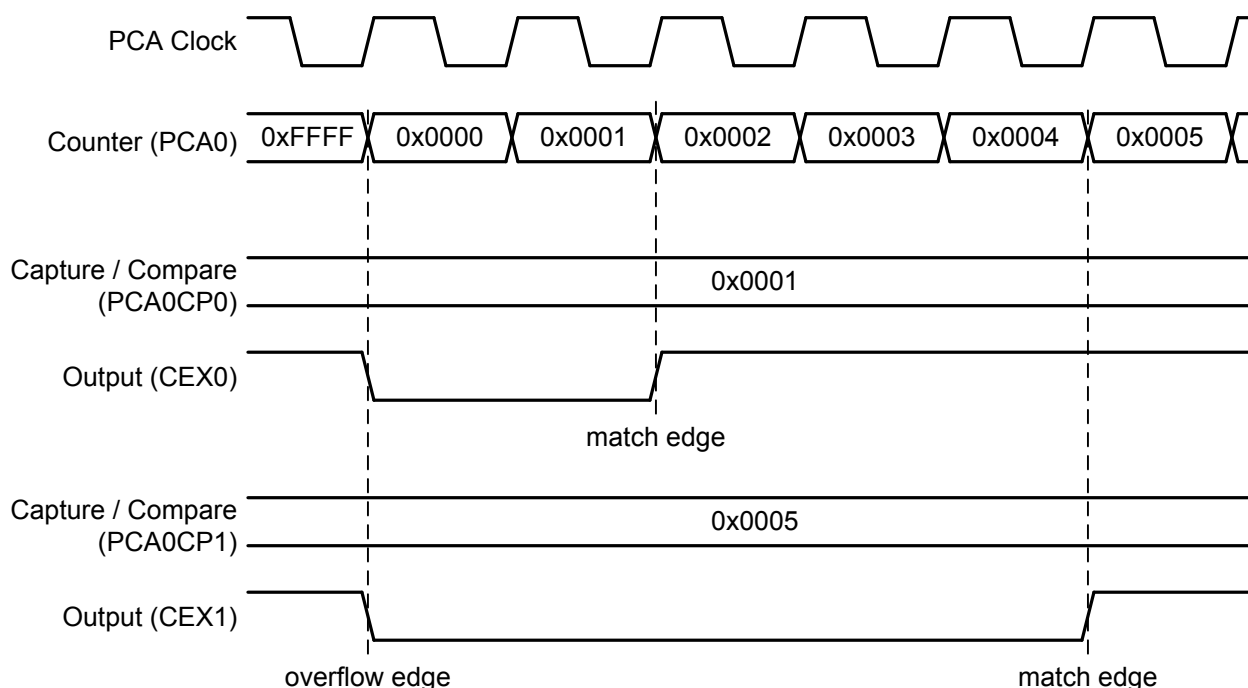 PCA Clock
Counter (PCA0)
0xFFFF 0x0000 0x0001 0x0002 0x0003 0x0004 0x0005
Capture / Compare
(PCA0CP0)
0x0001
Output (CEX0)
match edge
Capture / Compare
(PCA0CP1)
0x0005
Output (CEX1)
overflow edge
match edge